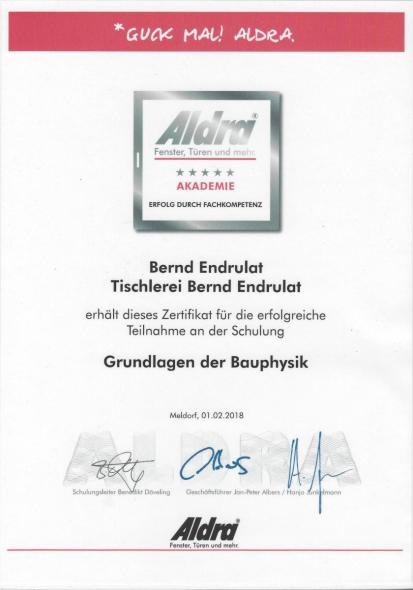 *GUCK MAL! ALDRA.
Aldra®
Fenster, Türen und mehr.
★★★★★
AKADEMIE
ERFOLG DURCH FACHKOMPETENZ
Bernd Endrulat
Tischlerei Bernd Endrulat
erhält dieses Zertifikat für die erfolgreiche
Teilnahme an der Schulung
Grundlagen der Bauphysik
Meldorf, 01.02.2018
ALDRA
Schulungsleiter Benedikt Döveling Geschäftsführer Jan-Peter Albers / Hanjo Junkelmann
Aldra®
Fenster, Türen und mehr.